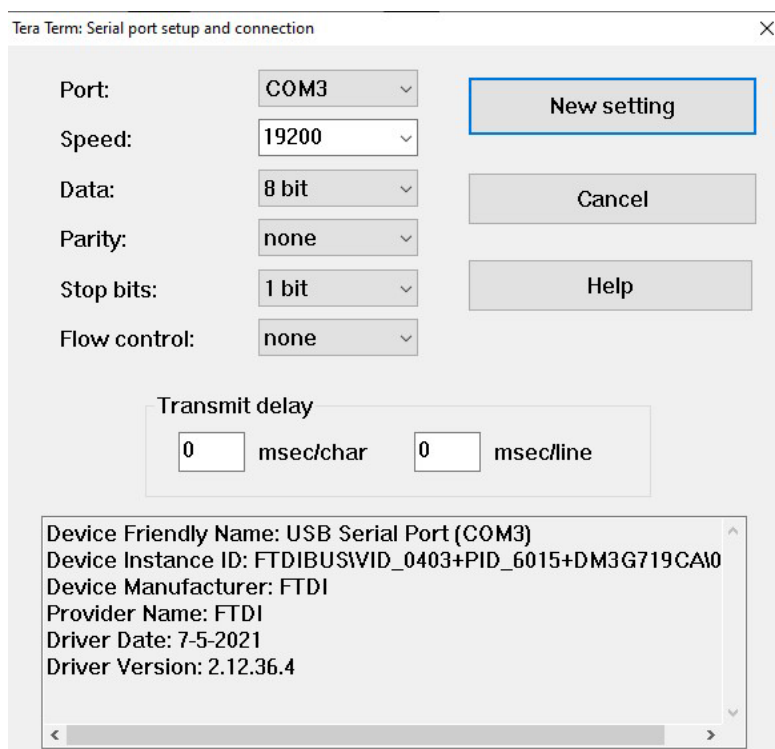 Tera Term: Serial port setup and connection
Port: COM3 New setting
Speed: 19200
Data: 8 bit Cancel
Parity: none
Stop bits: 1 bit Help
Flow control: none
Transmit delay
0 msec/char 0 msec/line
Device Friendly Name: USB Serial Port (COM3)
Device Instance ID: FTDIBUS\VID_0403+PID_6015+DM3G719CA\0
Device Manufacturer: FTDI
Provider Name: FTDI
Driver Date: 7-5-2021
Driver Version: 2.12.36.4